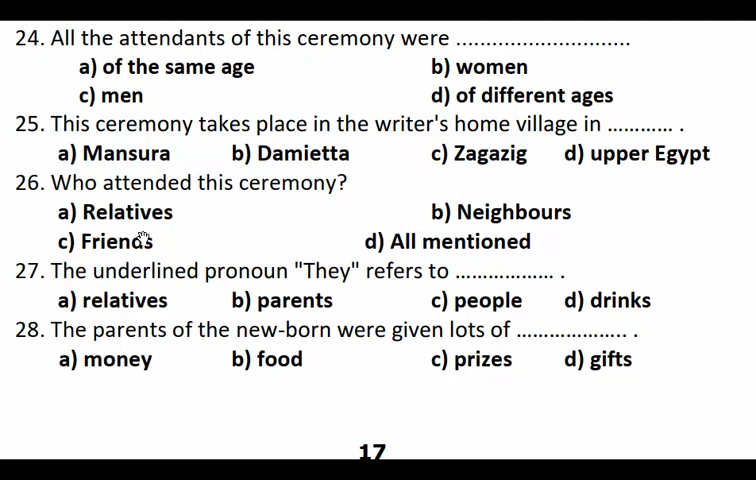 24. All the attendants of this ceremony were ..............................
a) of the same age b) women
c) men d) of different ages
25. This ceremony takes place in the writer's home village in ............ .
a) Mansura b) Damietta c) Zagazig d) upper Egypt
26. Who attended this ceremony?
a) Relatives b) Neighbours
c) Friends d) All mentioned
27. The underlined pronoun "They" refers to .................. .
a) relatives b) parents c) people d) drinks
28. The parents of the new-born were given lots of .................... .
a) money b) food c) prizes d) gifts
17